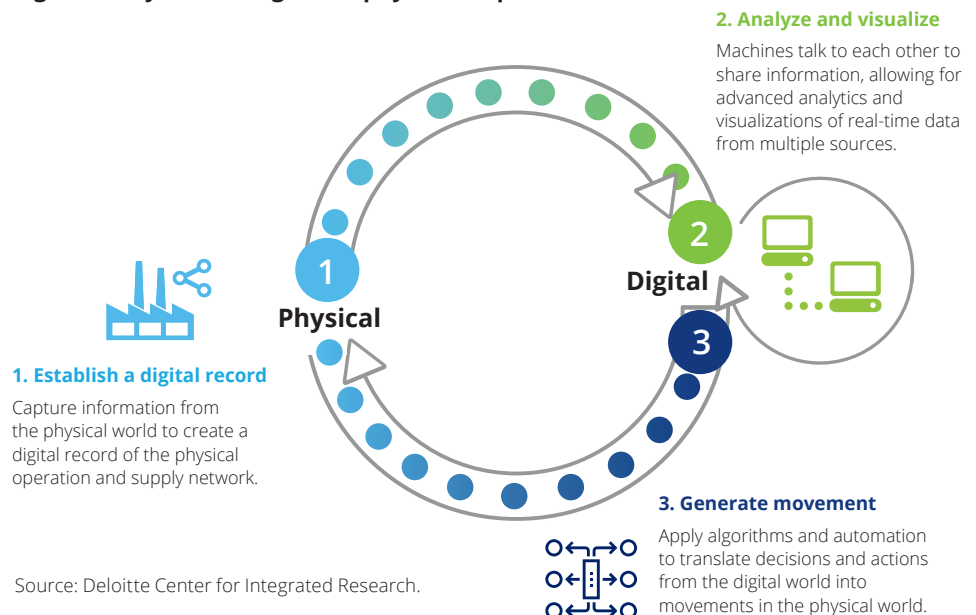 2. Analyze and visualize
Machines talk to each other to
share information, allowing for
advanced analytics and
visualizations of real-time data
from multiple sources.
1
2
Digital
Physical
3
1. Establish a digital record
Capture information from
the physical world to create a
digital record of the physical
operation and supply network.
3. Generate movement
Apply algorithms and automation
to translate decisions and actions
from the digital world into
movements in the physical world.
Source: Deloitte Center for Integrated Research.